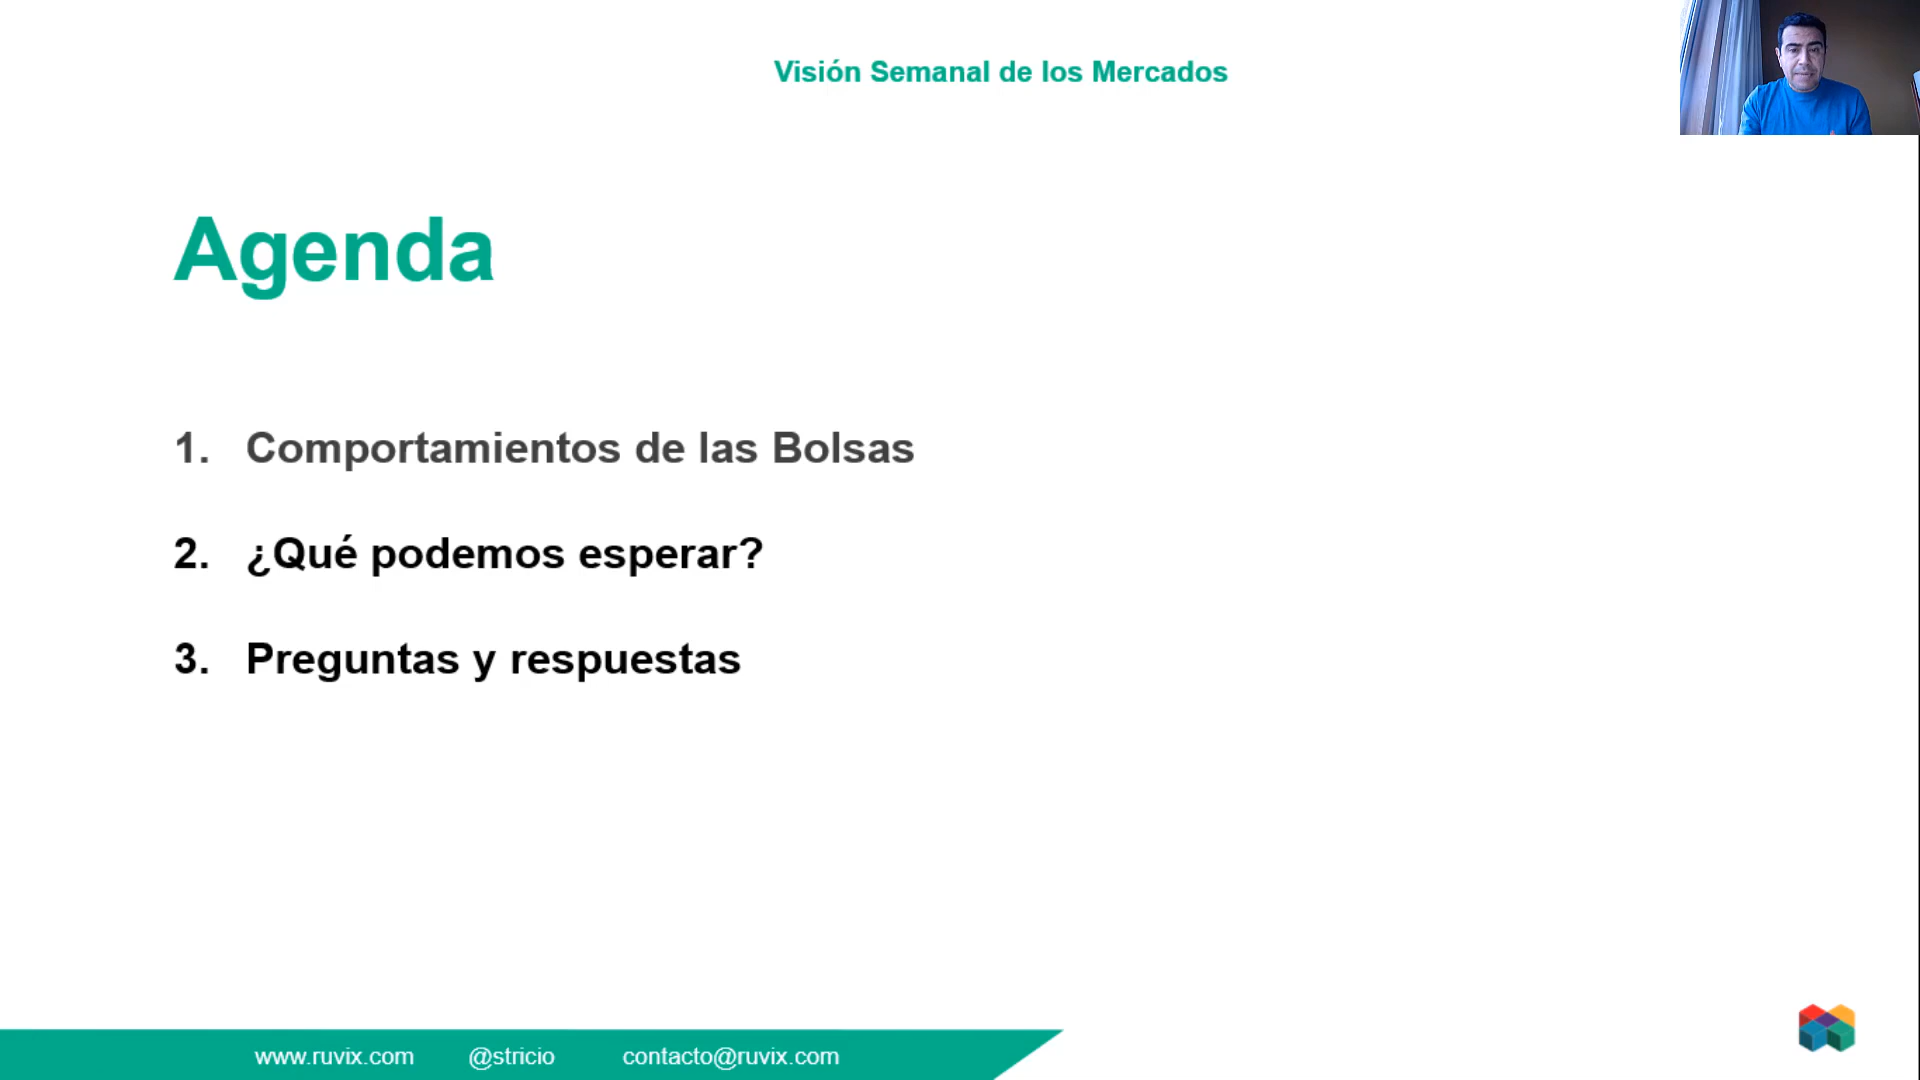 Visión Semanal de los Mercados
Agenda
1. Comportamientos de las Bolsas
2. ¿Qué podemos esperar?
3. Preguntas y respuestas
www.ruvix.com @stricio contacto@ruvix.com